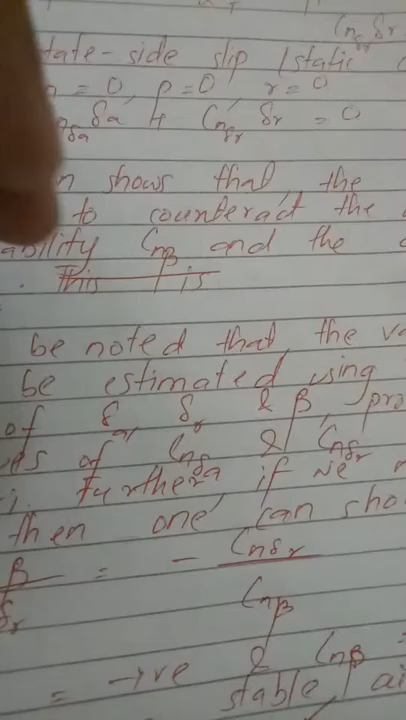 Cnδr
tate-side slip (static
= 0, p = 0, r = 0
δa δa + Cnδr δr = 0
n shows that, the
to counteract the
ability Cnβ and the
. This is
be noted that, the va
be estimated using
of δa, δr & β, pro
es of Cnδa & Cnδr
i. further, if we
then one can sho
β/δr = - Cnδr/Cnβ
= -ve & Cnβ =
stable, ai